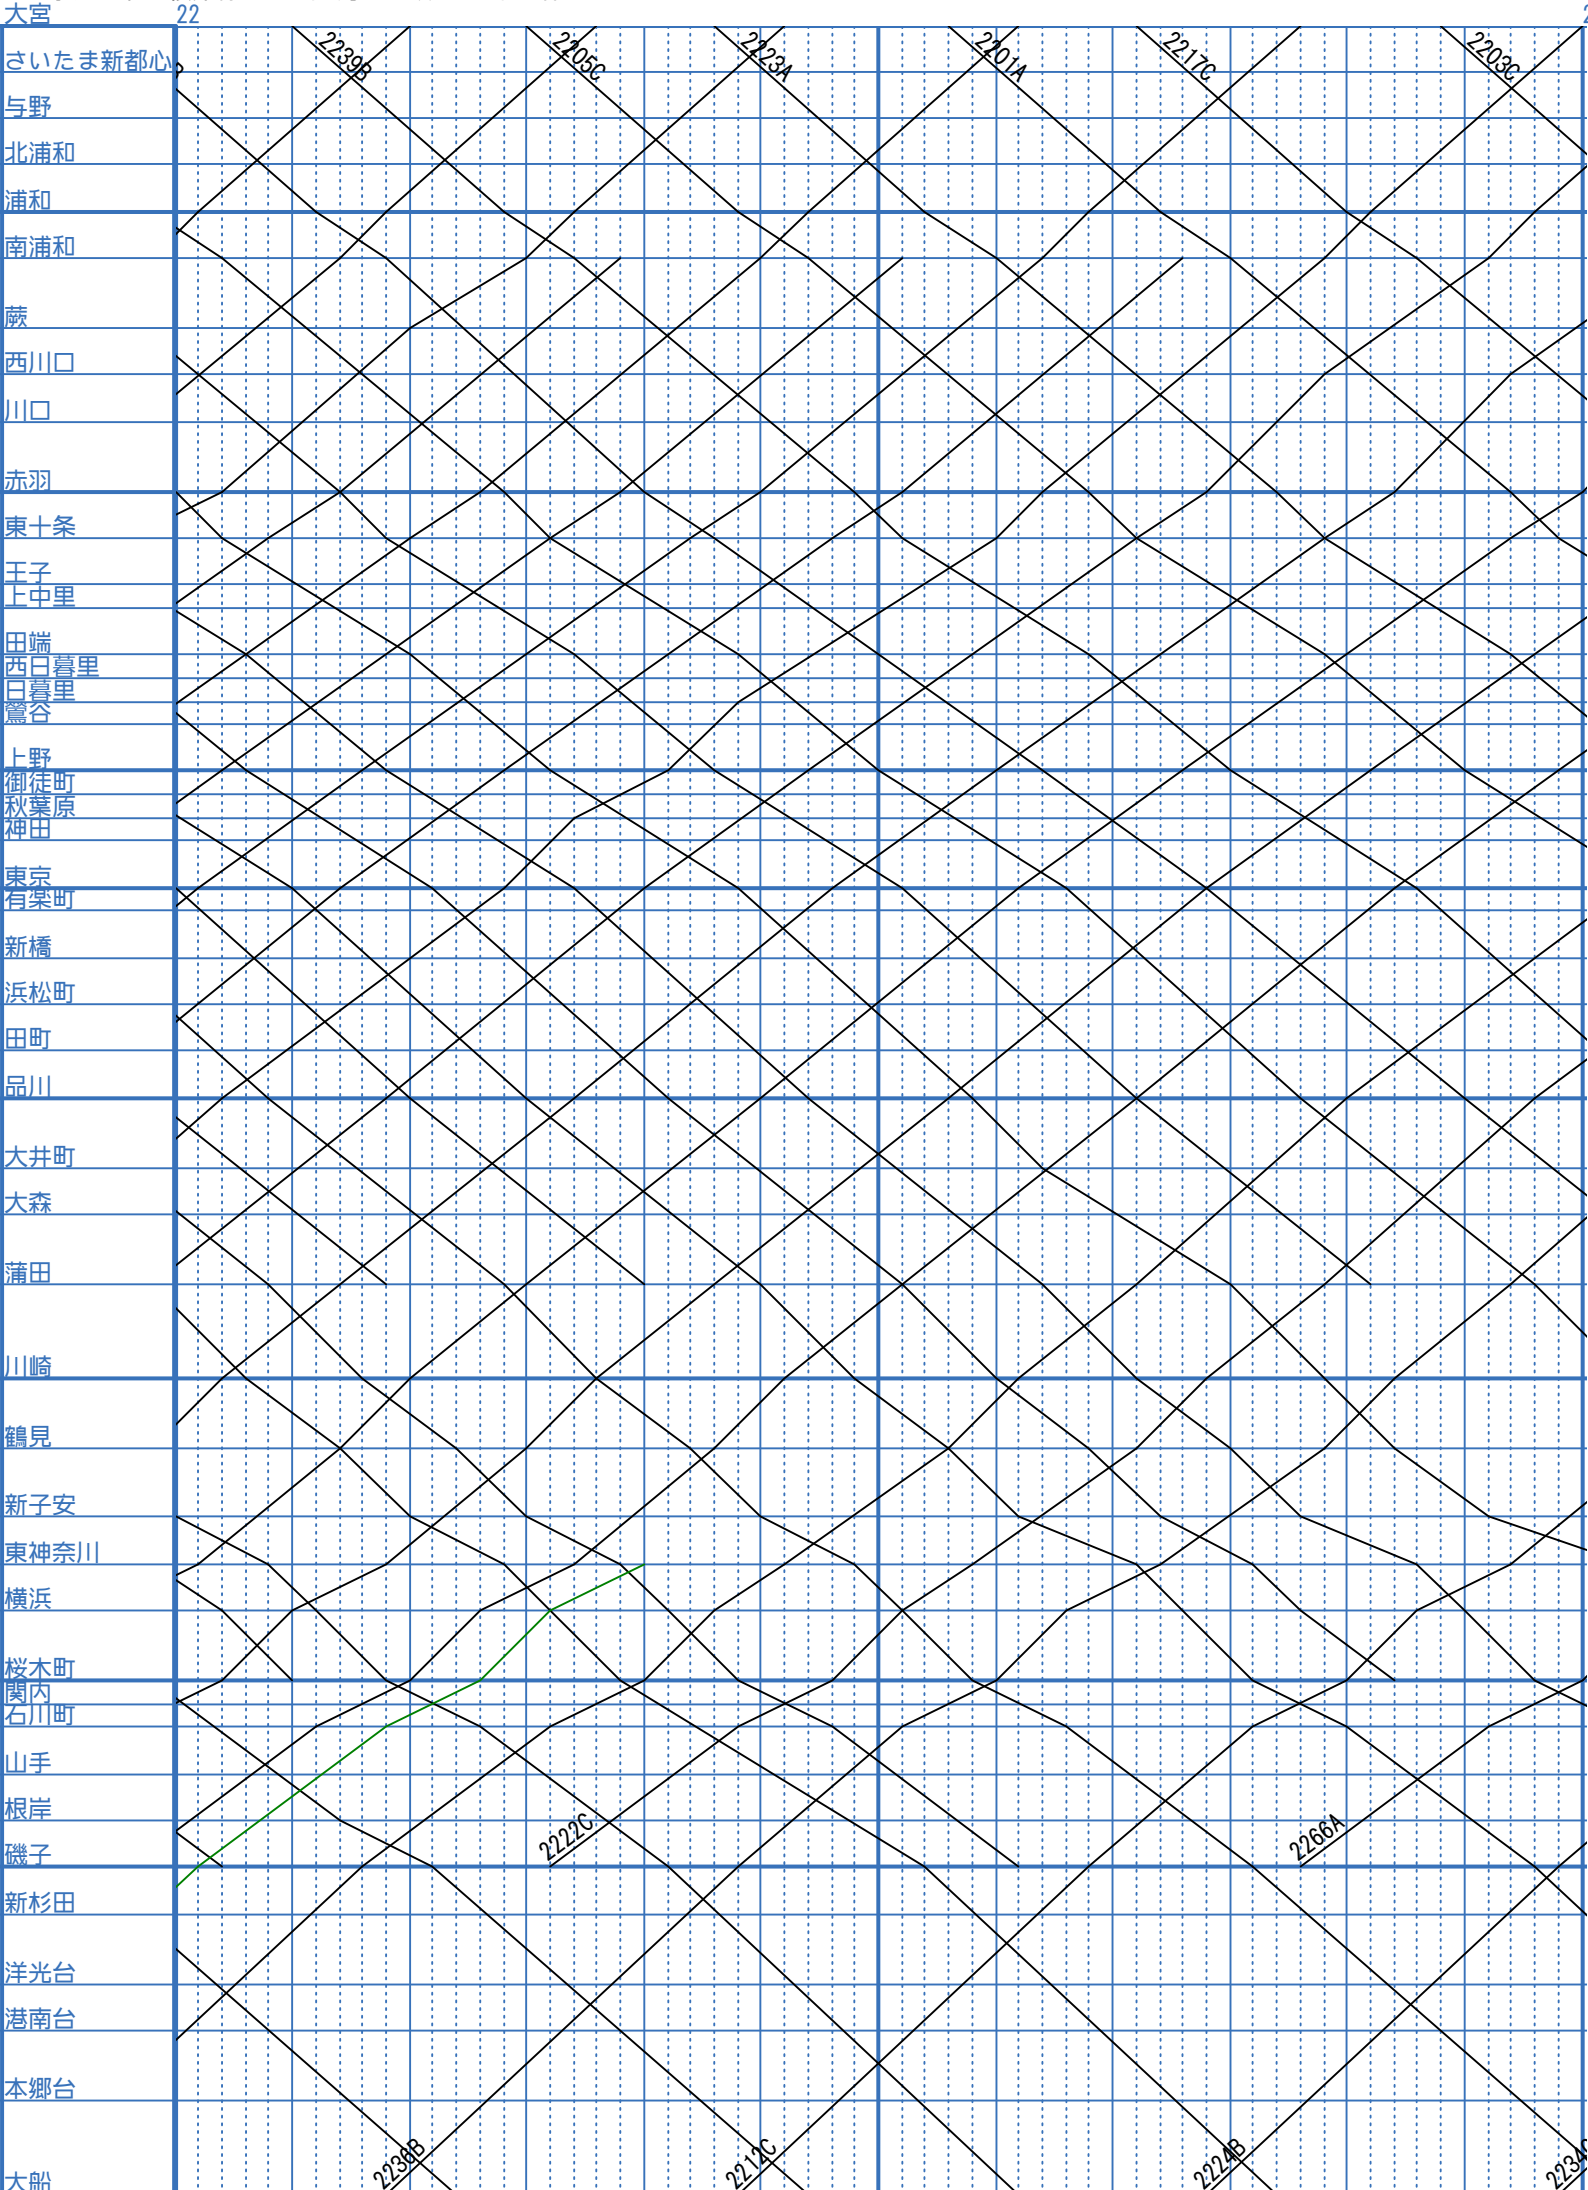 大宮
22
さいたま新都心
2239B
2205C
2223A
2201A
2217C
2203C
与野
北浦和
浦和
南浦和
蕨
西川口
川口
赤羽
東十条
王子
上中里
田端
西日暮里
日暮里
鶯谷
上野
御徒町
秋葉原
神田
東京
有楽町
新橋
浜松町
田町
品川
大井町
大森
蒲田
川崎
鶴見
新子安
東神奈川
横浜
桜木町
関内
石川町
山手
根岸
2222C
2266A
磯子
新杉田
洋光台
港南台
本郷台
2236B
2212C
2224B
大船